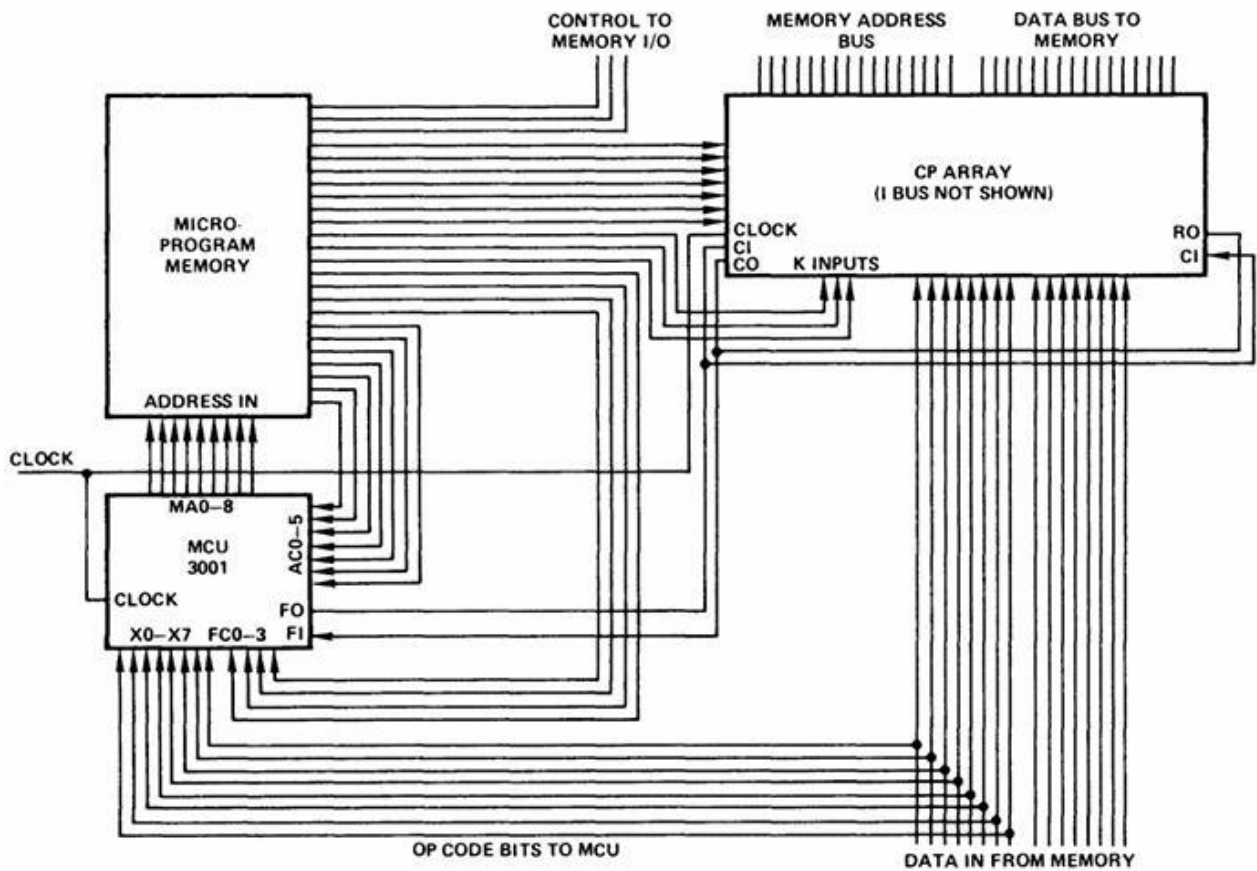 CONTROL TO
MEMORY I/O
MEMORY ADDRESS
BUS
DATA BUS TO
MEMORY
MICRO-
PROGRAM
MEMORY
ADDRESS IN
CP ARRAY
(I BUS NOT SHOWN)
CLOCK
CI
CO
K INPUTS
RO
CI
CLOCK
MA0–8
MCU
3001
AC0–5
CLOCK
FO
FI
X0–X7
FC0–3
OP CODE BITS TO MCU
DATA IN FROM MEMORY